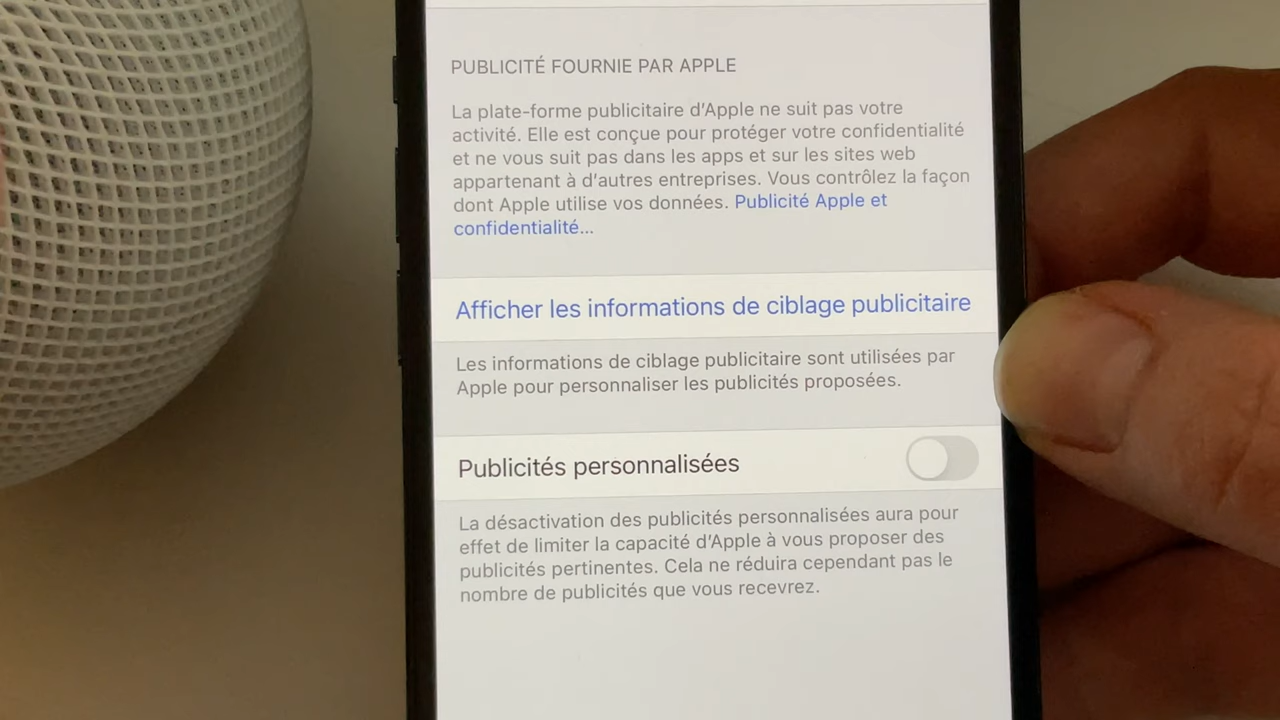 PUBLICITÉ FOURNIE PAR APPLE
La plate-forme publicitaire d’Apple ne suit pas votre
activité. Elle est conçue pour protéger votre confidentialité
et ne vous suit pas dans les apps et sur les sites web
appartenant à d’autres entreprises. Vous contrôlez la façon
dont Apple utilise vos données. Publicité Apple et
confidentialité...
Afficher les informations de ciblage publicitaire
Les informations de ciblage publicitaire sont utilisées par
Apple pour personnaliser les publicités proposées.
Publicités personnalisées
La désactivation des publicités personnalisées aura pour
effet de limiter la capacité d’Apple à vous proposer des
publicités pertinentes. Cela ne réduira cependant pas le
nombre de publicités que vous recevrez.